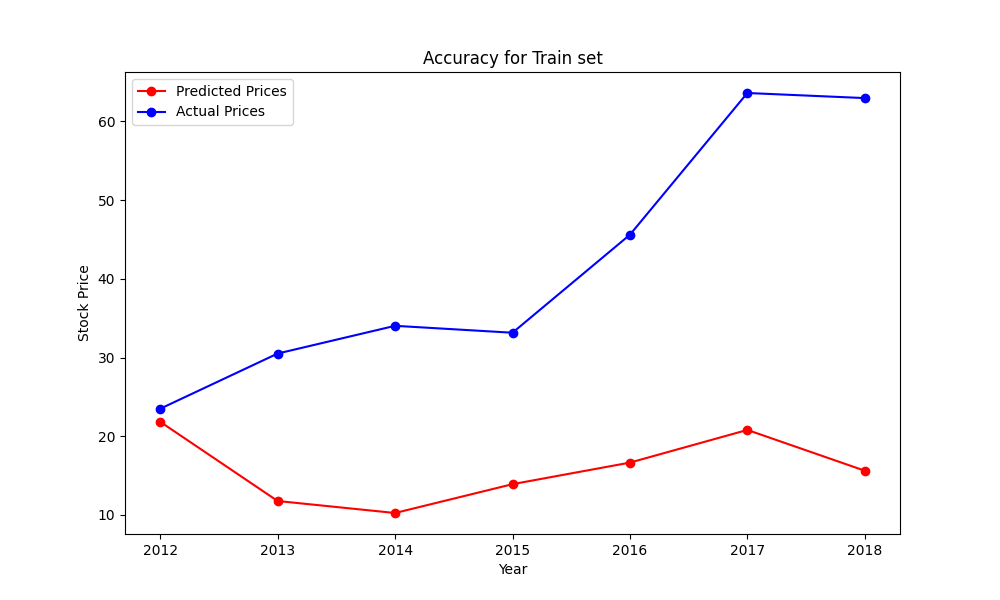 Accuracy for Train set
Predicted Prices
Actual Prices
Stock Price
60
50
40
30
20
10
2012 2013 2014 2015 2016 2017 2018
Year